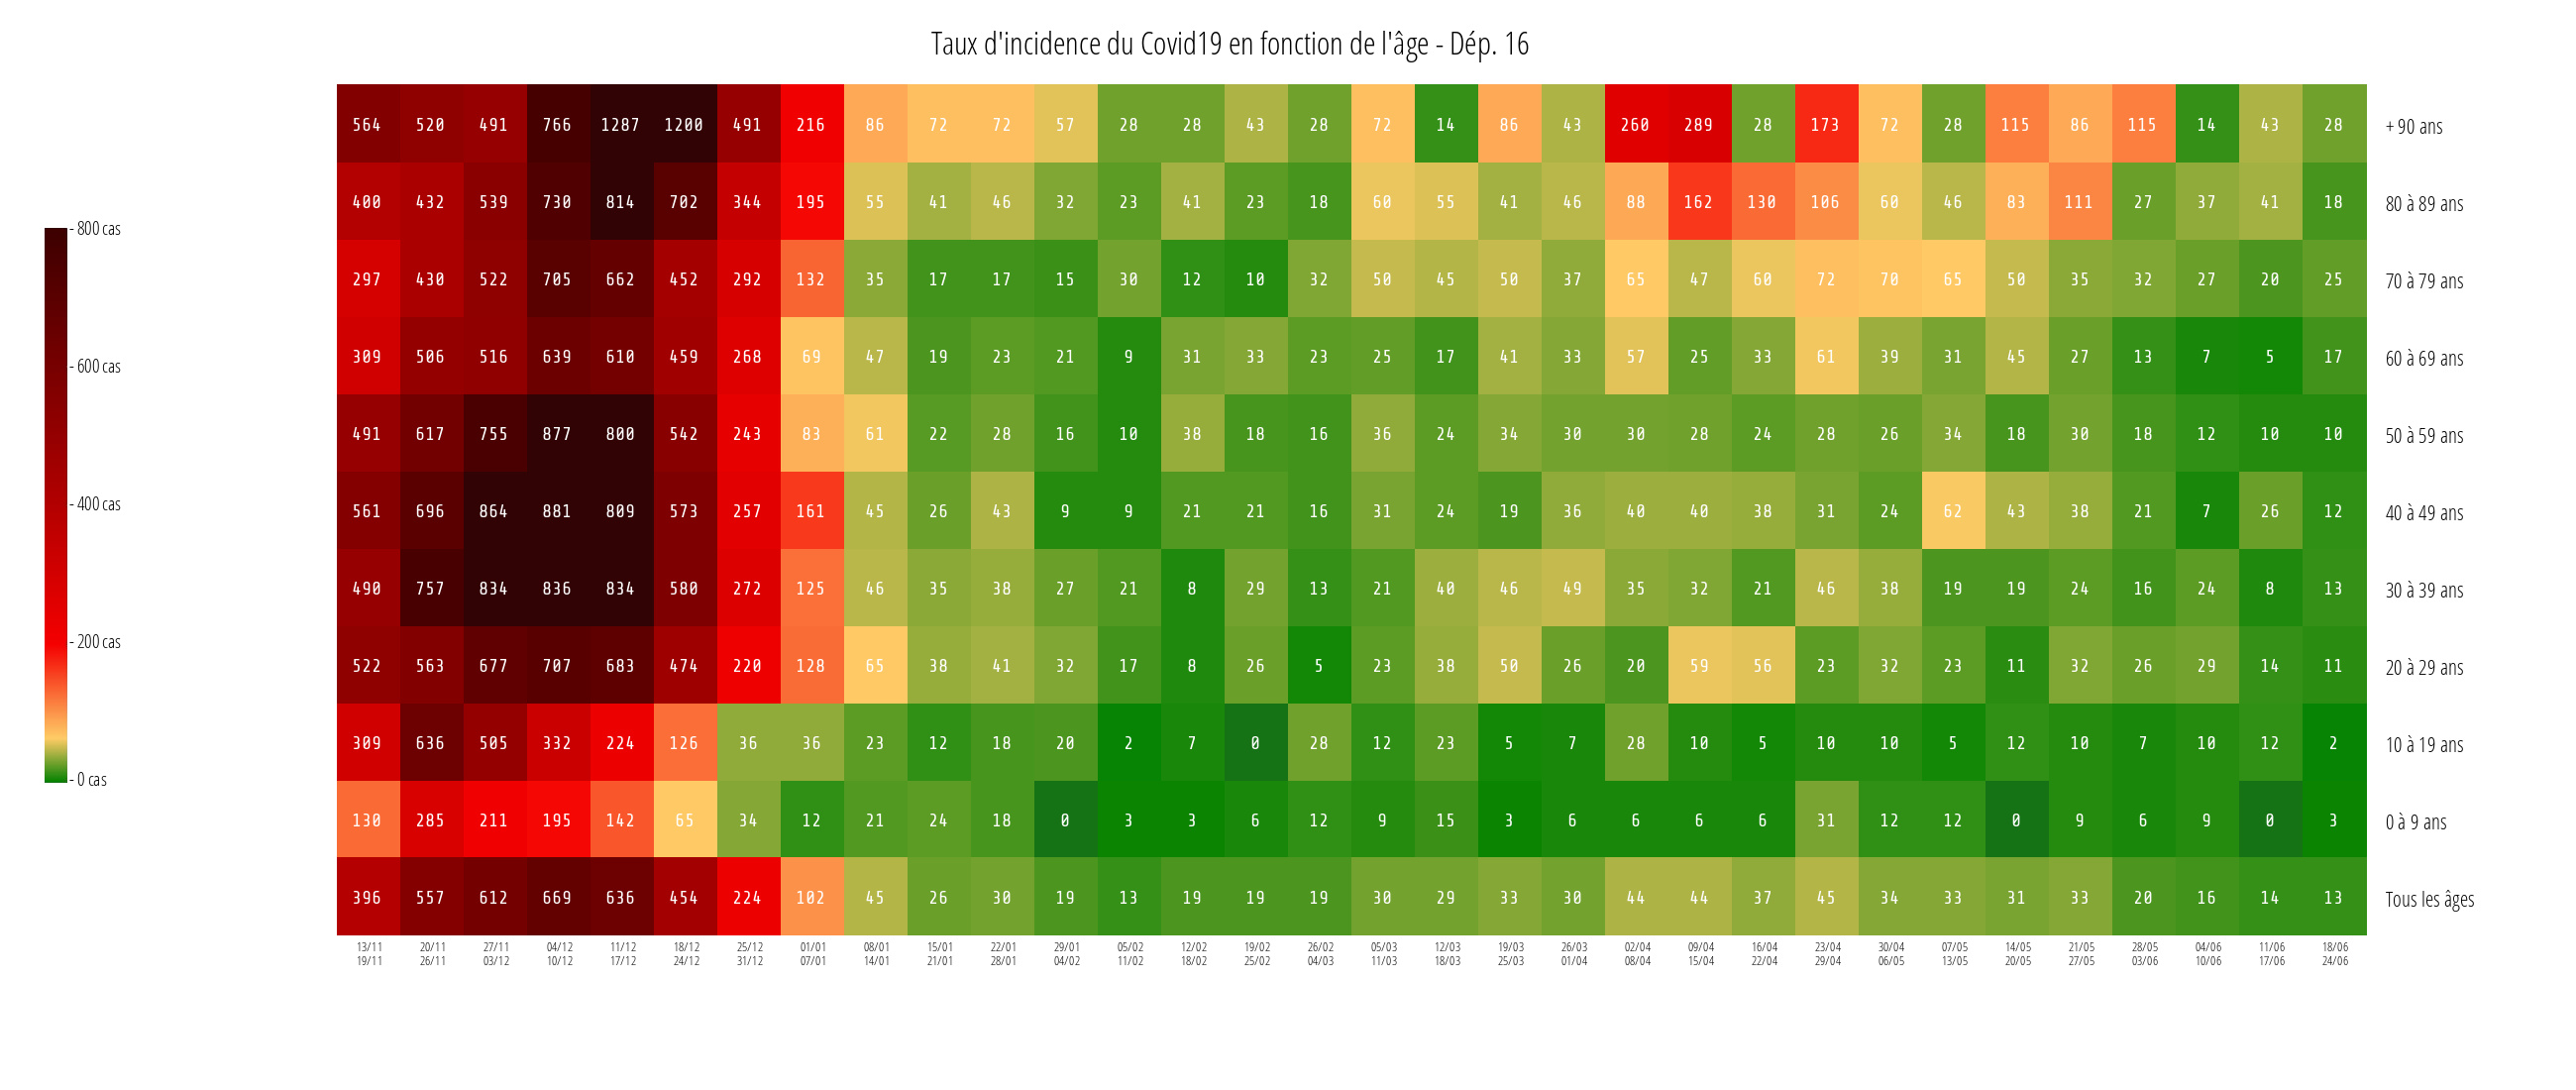 Taux d'incidence du Covid19 en fonction de l'âge - Dép. 16
564 520 491 766 1287 1200 491 216 86 72 72 57 28 28 43 28 72 14 86 43 260 289 28 173 72 28 115 86 115 14 43 28 + 90 ans
400 432 539 730 814 702 344 195 55 41 46 32 23 41 23 18 60 55 41 46 88 162 130 106 60 46 83 111 27 37 41 18 80 à 89 ans
- 800 cas
297 430 522 705 662 452 292 132 35 17 17 15 30 12 10 32 50 45 50 37 65 47 60 72 70 65 50 35 32 27 20 25 70 à 79 ans
309 506 516 639 610 459 268 69 47 19 23 21 9 31 33 23 25 17 41 33 57 25 33 61 39 31 45 27 13 7 5 17 60 à 69 ans
- 600 cas
491 617 755 877 800 542 243 83 61 22 28 16 10 38 18 16 36 24 34 30 30 28 24 28 26 34 18 30 18 12 10 10 50 à 59 ans
- 400 cas
561 696 864 881 809 573 257 161 45 26 43 9 9 21 21 16 31 24 19 36 40 40 38 31 24 62 43 38 21 7 26 12 40 à 49 ans
490 757 834 836 834 580 272 125 46 35 38 27 21 8 29 13 21 40 46 49 35 32 21 46 38 19 19 24 16 24 8 13 30 à 39 ans
- 200 cas
522 563 677 707 683 474 220 128 65 38 41 32 17 8 26 5 23 38 50 26 20 59 56 23 32 23 11 32 26 29 14 11 20 à 29 ans
309 636 505 332 224 126 36 36 23 12 18 20 2 7 0 28 12 23 5 7 28 10 5 10 10 5 12 10 7 10 12 2 10 à 19 ans
- 0 cas
130 285 211 195 142 65 34 12 21 24 18 0 3 3 6 12 9 15 3 6 6 6 6 31 12 12 0 9 6 9 0 3 0 à 9 ans
396 557 612 669 636 454 224 102 45 26 30 19 13 19 19 19 30 29 33 30 44 44 37 45 34 33 31 33 20 16 14 13 Tous les âges
13/11 20/11 27/11 04/12 11/12 18/12 25/12 01/01 08/01 15/01 22/01 29/01 05/02 12/02 19/02 26/02 05/03 12/03 19/03 26/03 02/04 09/04 16/04 23/04 30/04 07/05 14/05 21/05 28/05 04/06 11/06 18/06
19/11 26/11 03/12 10/12 17/12 24/12 31/12 07/01 14/01 21/01 28/01 04/02 11/02 18/02 25/02 04/03 11/03 18/03 25/03 01/04 08/04 15/04 22/04 29/04 06/05 13/05 20/05 27/05 03/06 10/06 17/06 24/06